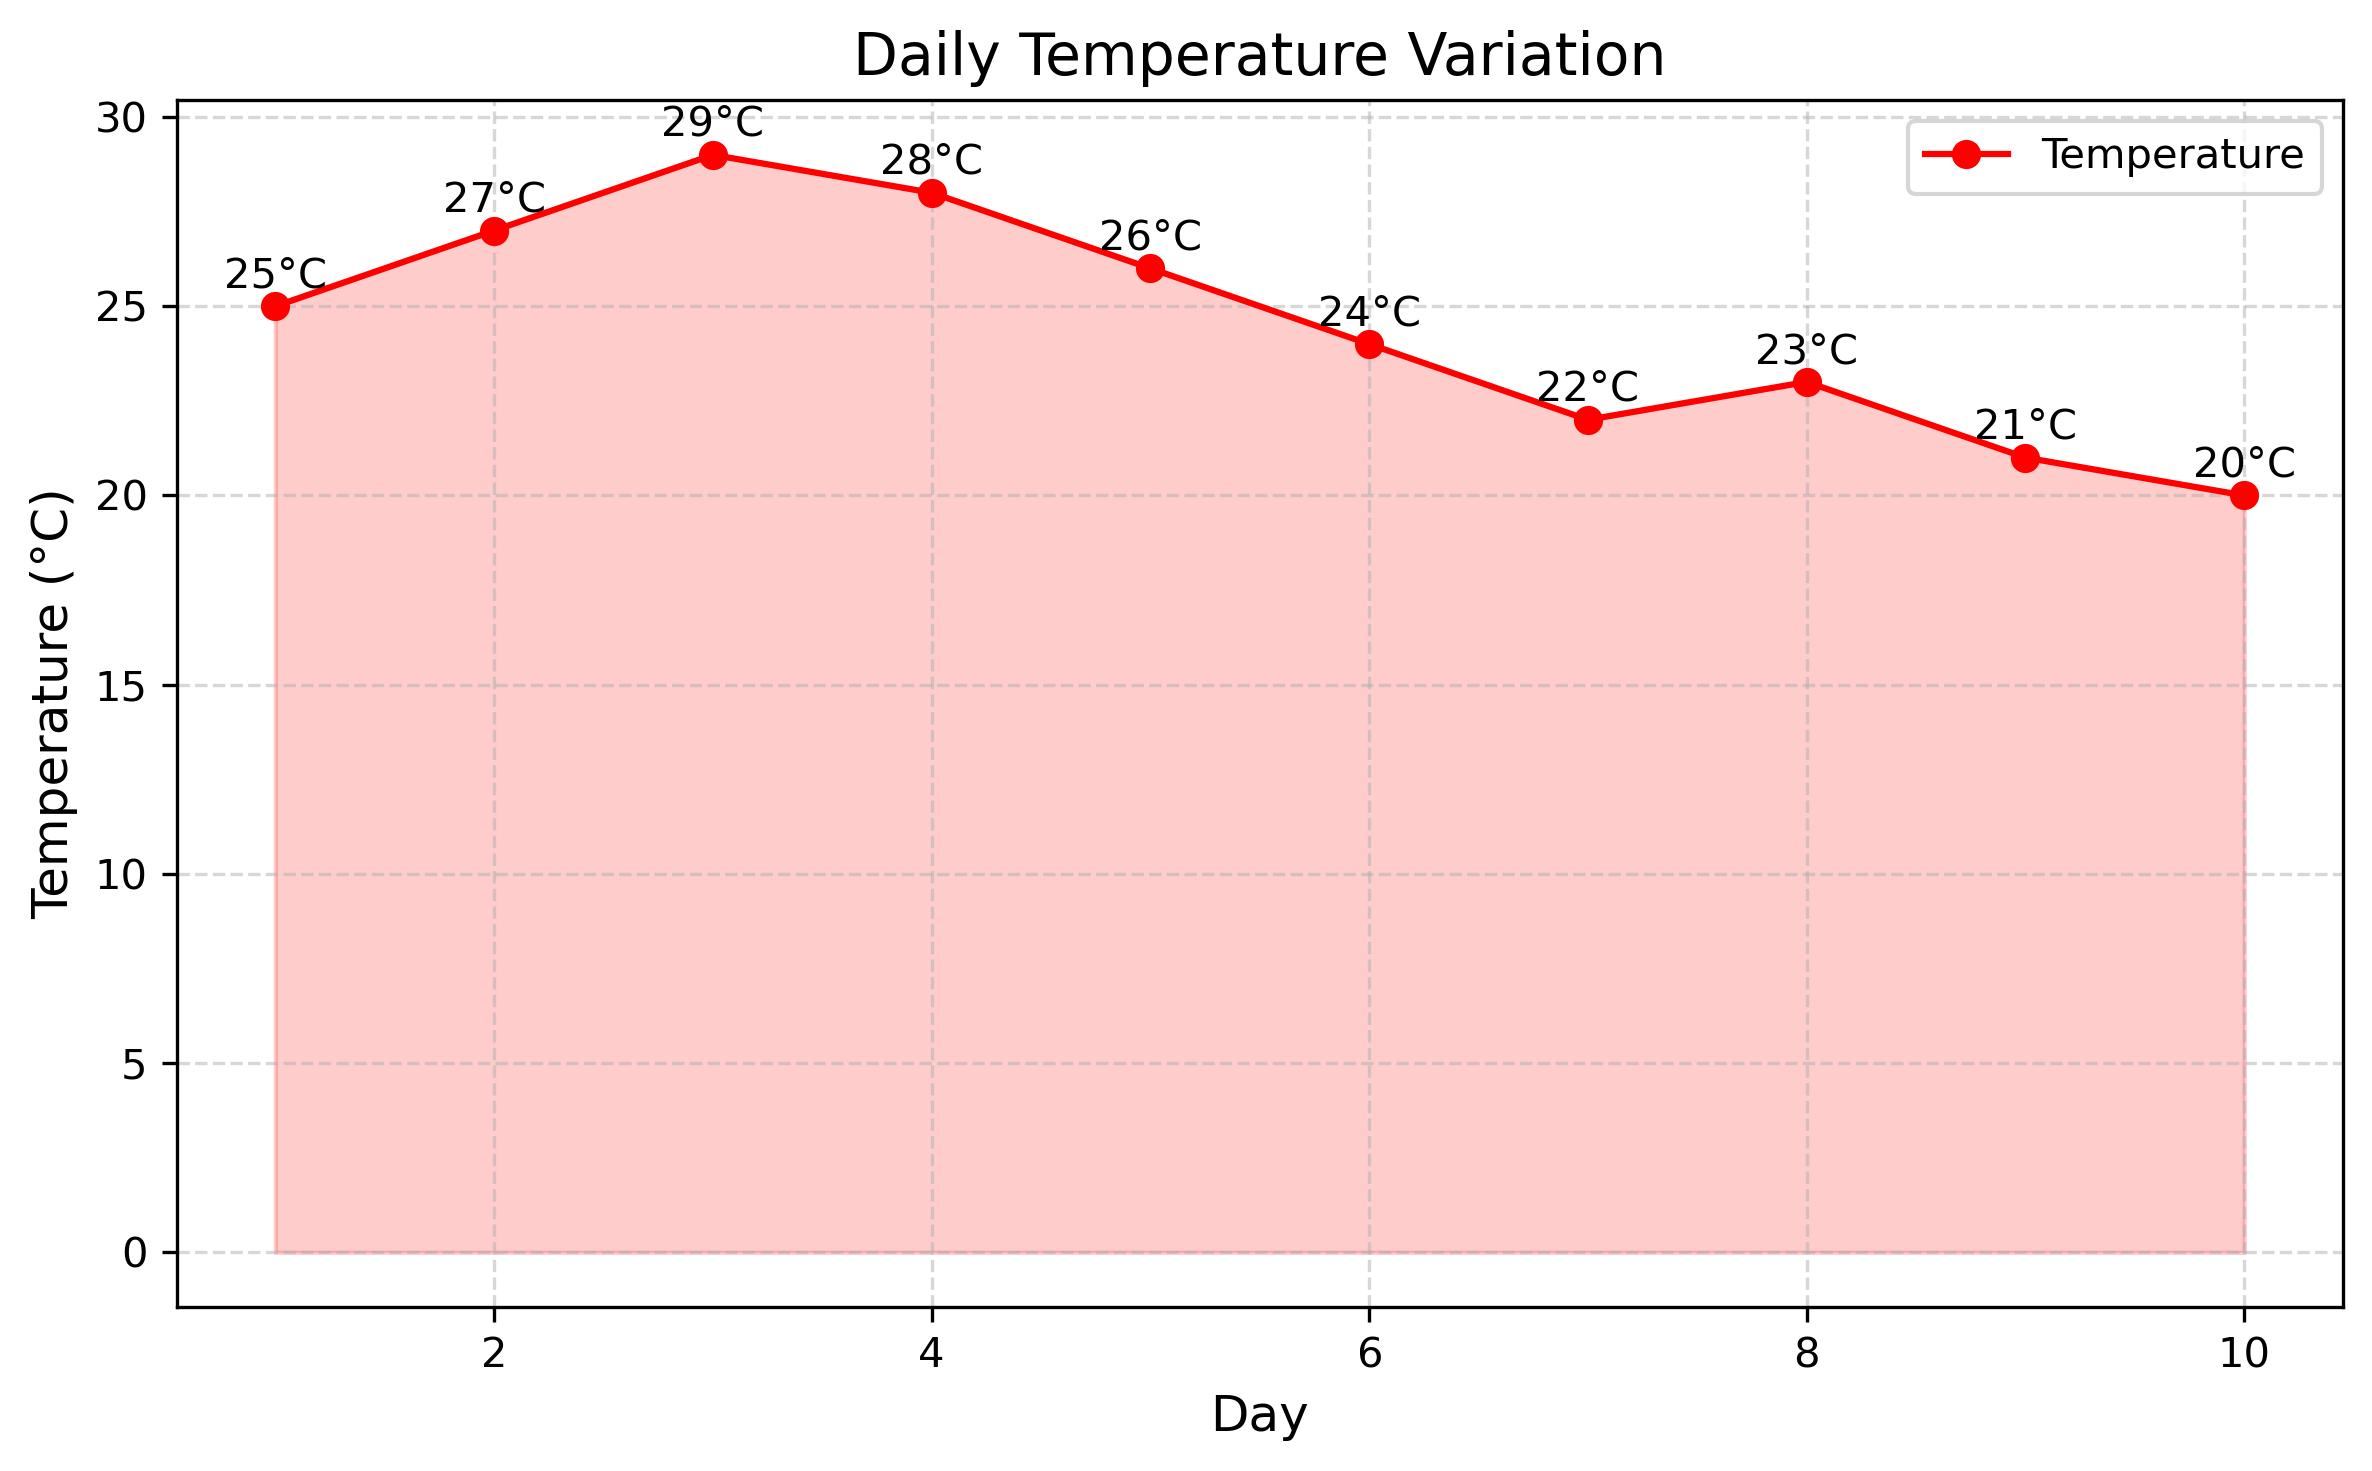 Daily Temperature Variation
30
25
20
15
10
5
0
Temperature (°C)
25°C
27°C
29°C
28°C
26°C
24°C
22°C
23°C
21°C
20°C
Temperature
2
4
6
8
10
Day